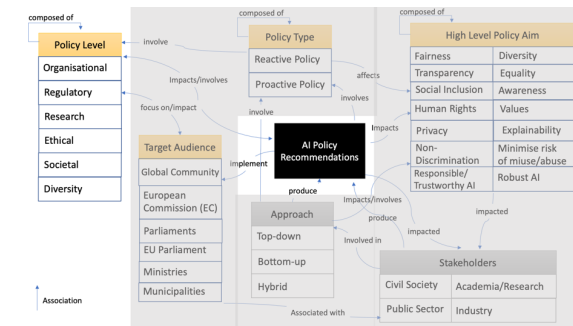 composed of
Policy Level
Organisational
Regulatory
Research
Ethical
Societal
Diversity
Association
involve
Impacts/involves
focus on/impact
composed of
Policy Type
Reactive Policy
Proactive Policy
involve
involves
affects
composed of
High Level Policy Aim
Fairness Diversity
Transparency Equality
Social Inclusion Awareness
Human Rights Values
Privacy Explainability
Non-
Discrimination
Minimise risk
of miuse/abuse
Responsible/
Trustworthy AI
Robust AI
Impacts
AI Policy
Recommendations
implement
produce
Target Audience
Global Community
European
Commission (EC)
Parliaments
EU Parliament
Ministries
Municipalities
Approach
Top-down
Bottom-up
Hybrid
Impacts/involves
produce
impacted
Involved in
impacted
Stakeholders
Civil Society Academia/Research
Public Sector Industry
Associated with